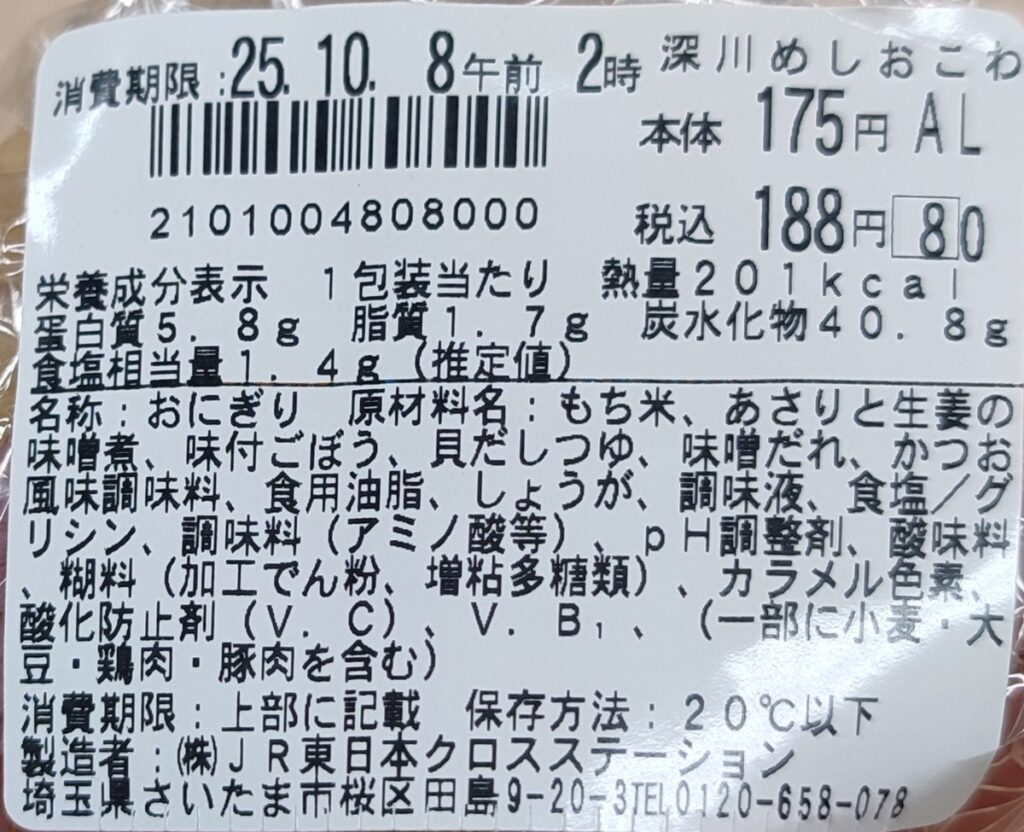 消費期限:25.10. 8午前 2時 深川めしおこわ
本体 175円 AL
2101004808000
税込 188円 80
栄養成分表示 1包装当たり 熱量201kcal
蛋白質5.8g 脂質1.7g 炭水化物40.8g
食塩相当量1.4g(推定値)
名称:おにぎり 原材料名:もち米、あさりと生姜の
味噌煮、味付ごぼう、貝だしつゆ、味噌だれ、かつお
風味調味料、食用油脂、しょうが、調味液、食塩/グ
リシン、調味料(アミノ酸等)、pH調整剤、酸味料
、糊料(加工でん粉、増粘多糖類)、カラメル色素、
酸化防止剤(V.C)、V.B₁、(一部に小麦・大
豆・鶏肉・豚肉を含む)
消費期限:上部に記載 保存方法:20℃以下
製造者:(株)JR東日本クロスステーション
埼玉県さいたま市桜区田島9-20-3TEL0120-658-078